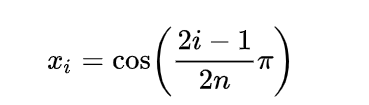 x_i = cos( (2i − 1)/(2n) π )